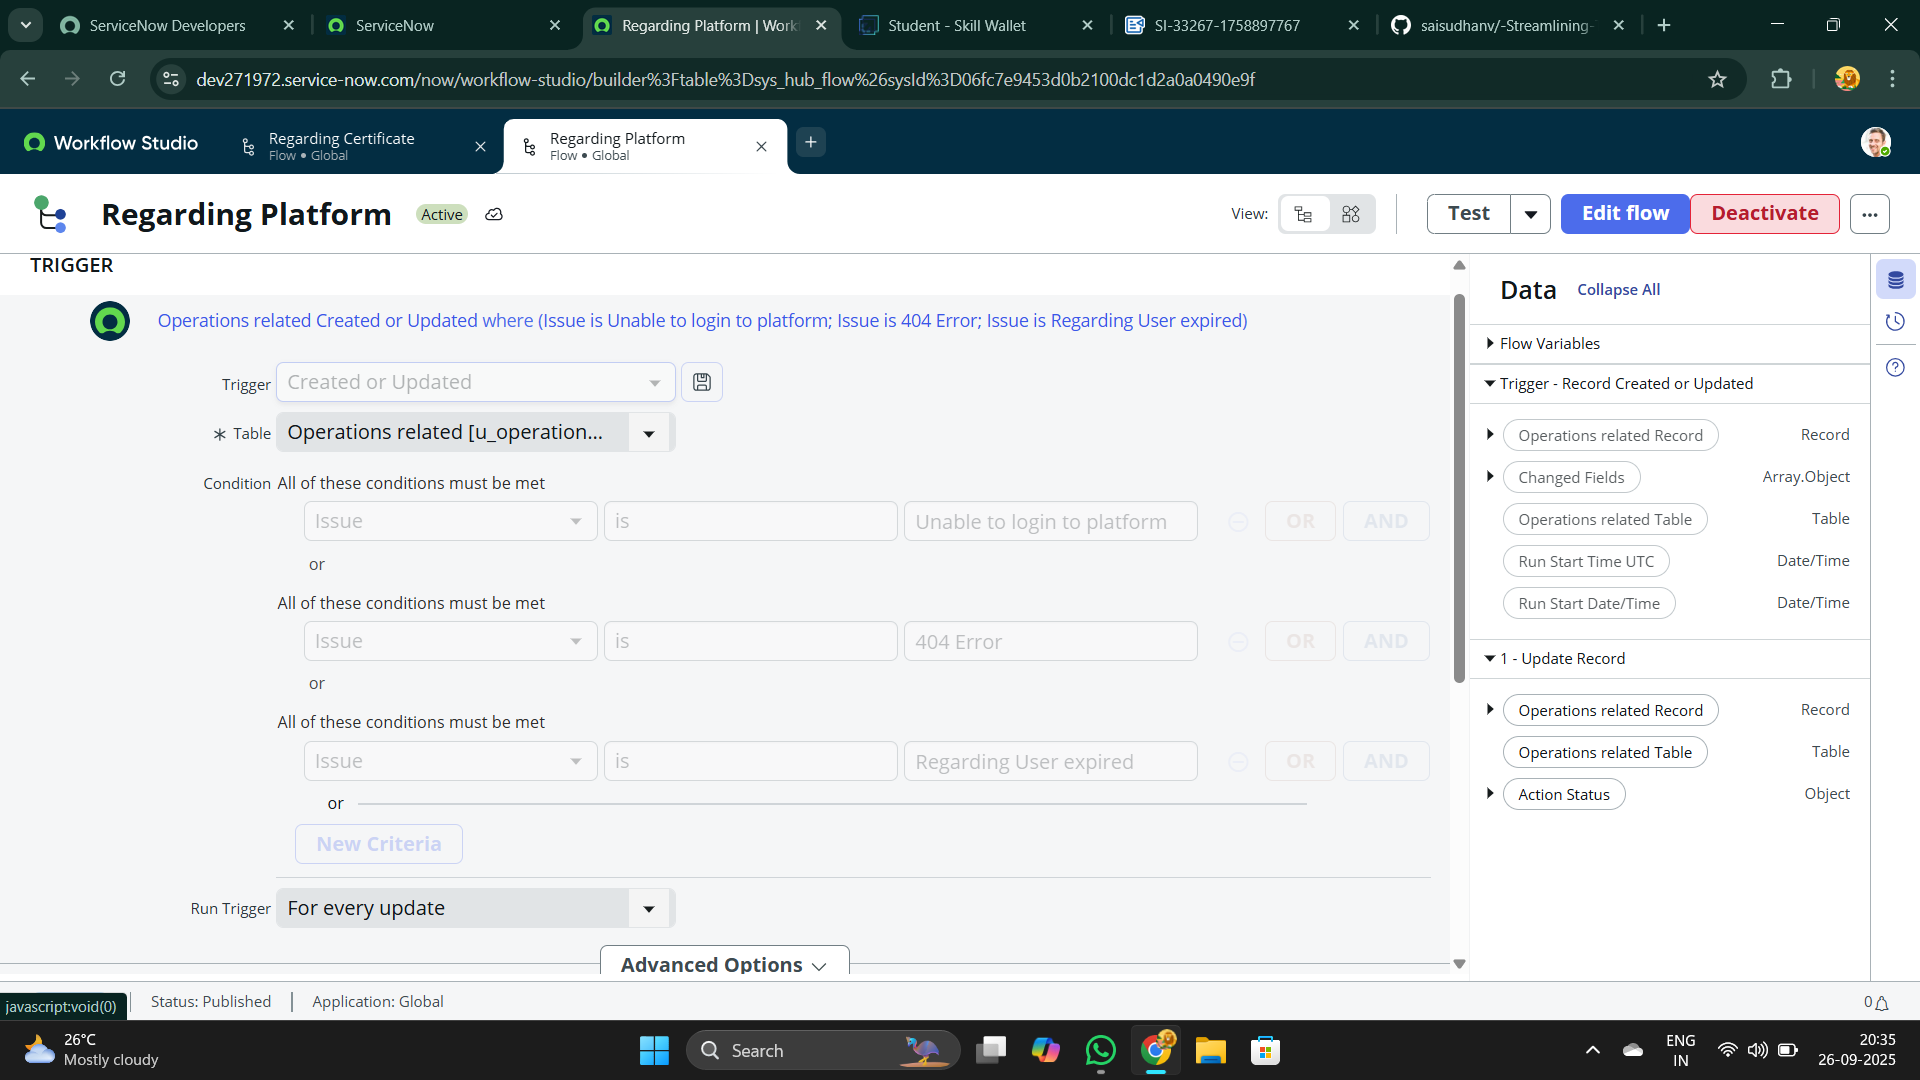 ServiceNow Developers
ServiceNow
Regarding Platform | Work
Student - Skill Wallet
SI-33267-1758897767
saisudhanv/-Streamlining-
dev271972.service-now.com/now/workflow-studio/builder%3Ftable%3Dsys_hub_flow%26sysId%3D06fc7e9453d0b2100dc1d2a0a0490e9f
Workflow Studio
Regarding Certificate
Flow • Global
Regarding Platform
Flow • Global
Regarding Platform
Active
View:
Test
Edit flow
Deactivate
TRIGGER
Operations related Created or Updated where (Issue is Unable to login to platform; Issue is 404 Error; Issue is Regarding User expired)
Trigger
Created or Updated
* Table
Operations related [u_operation...
Condition
All of these conditions must be met
Issue
is
Unable to login to platform
OR
AND
or
All of these conditions must be met
Issue
is
404 Error
OR
AND
or
All of these conditions must be met
Issue
is
Regarding User expired
OR
AND
or
New Criteria
Run Trigger
For every update
Advanced Options
Data
Collapse All
Flow Variables
Trigger - Record Created or Updated
Operations related Record
Record
Changed Fields
Array.Object
Operations related Table
Table
Run Start Time UTC
Date/Time
Run Start Date/Time
Date/Time
1 - Update Record
Operations related Record
Record
Operations related Table
Table
Action Status
Object
javascript:void(0)
Status: Published
Application: Global
0
26°C
Mostly cloudy
Search
ENG
IN
20:35
26-09-2025